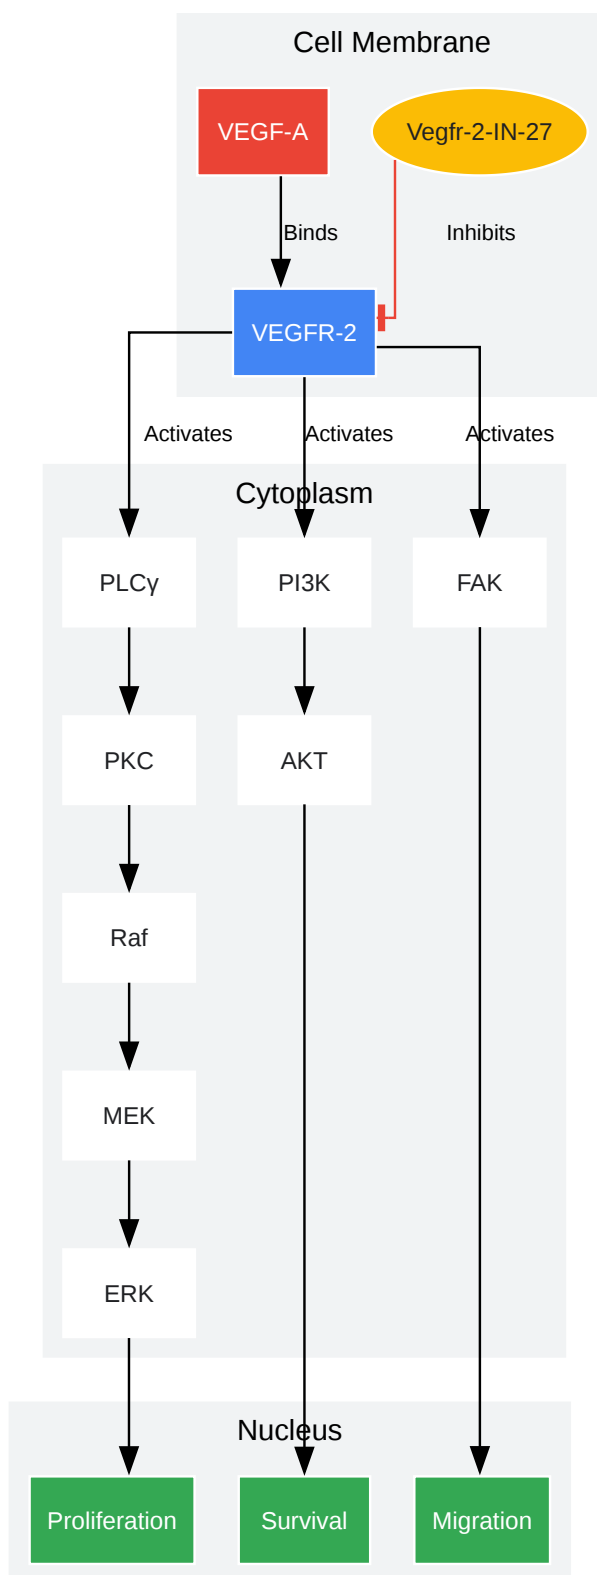 Cell Membrane
VEGF-A
Vegfr-2-IN-27
Binds
Inhibits
VEGFR-2
Activates
Activates
Activates
Cytoplasm
PLCγ
PI3K
FAK
PKC
AKT
Raf
MEK
ERK
Nucleus
Proliferation
Survival
Migration